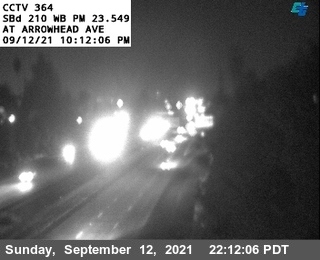 CCTV 364
SBd 210 WB PM 23.549
AT ARROWHEAD AVE
09/12/21 10:12:06 PM
Sunday, September 12, 2021 22:12:06 PDT